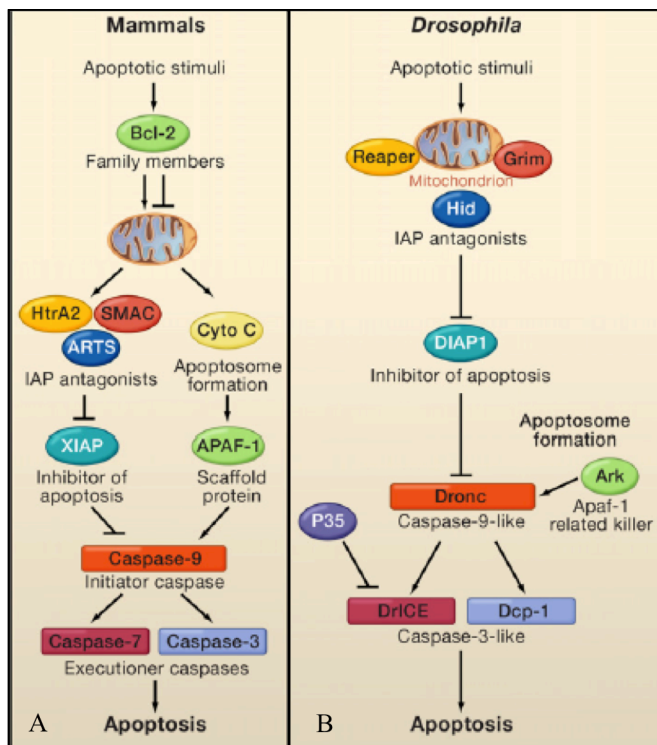 Mammals
Apoptotic stimuli
Bcl-2
Family members
HtrA2
SMAC
ARTS
IAP antagonists
Cyto C
Apoptosome
formation
XIAP
Inhibitor of
apoptosis
APAF-1
Scaffold
protein
Caspase-9
Initiator caspase
Caspase-7
Caspase-3
Executioner caspases
A
Apoptosis
Drosophila
Apoptotic stimuli
Reaper
Grim
Mitochondrion
Hid
IAP antagonists
DIAP1
Inhibitor of apoptosis
Apoptosome
formation
Ark
Apaf-1
related killer
Dronc
Caspase-9-like
P35
DrICE
Dcp-1
Caspase-3-like
B
Apoptosis